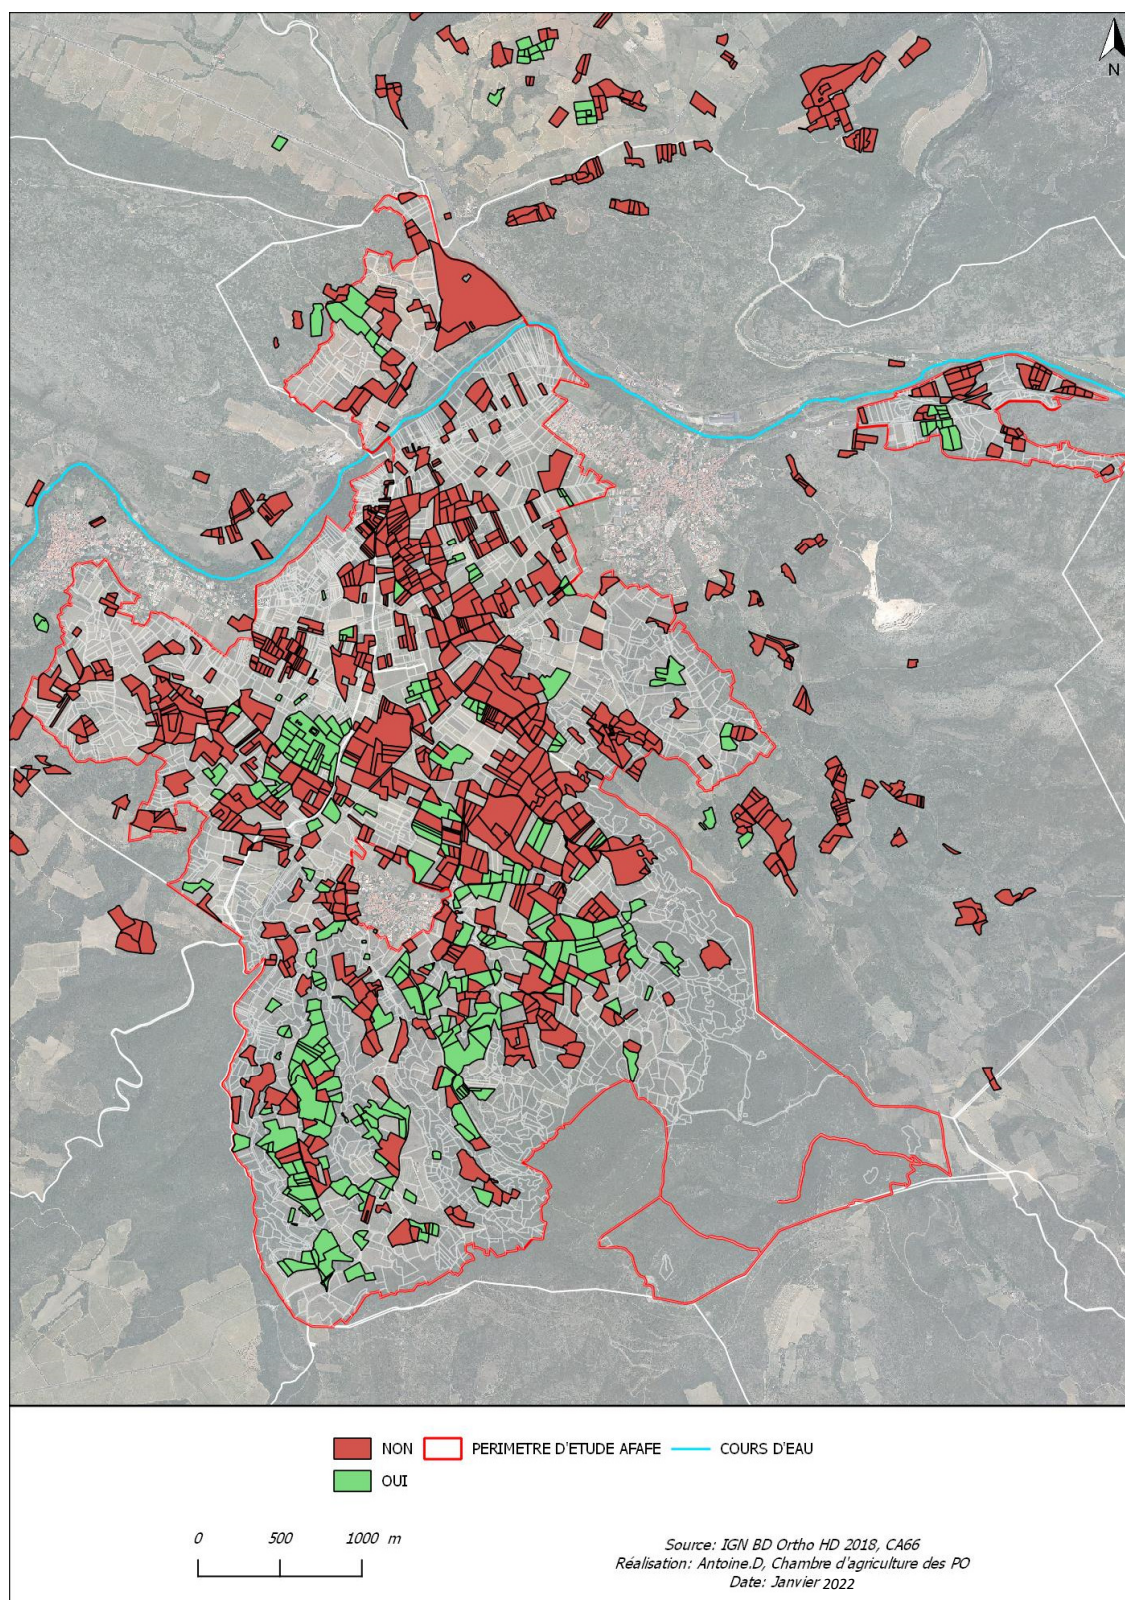 N
NON PERIMETRE D'ETUDE AFAFE COURS D'EAU
OUI
0 500 1000 m
Source: IGN BD Ortho HD 2018, CA66
Réalisation: Antoine.D, Chambre d'agriculture des PO
Date: Janvier 2022